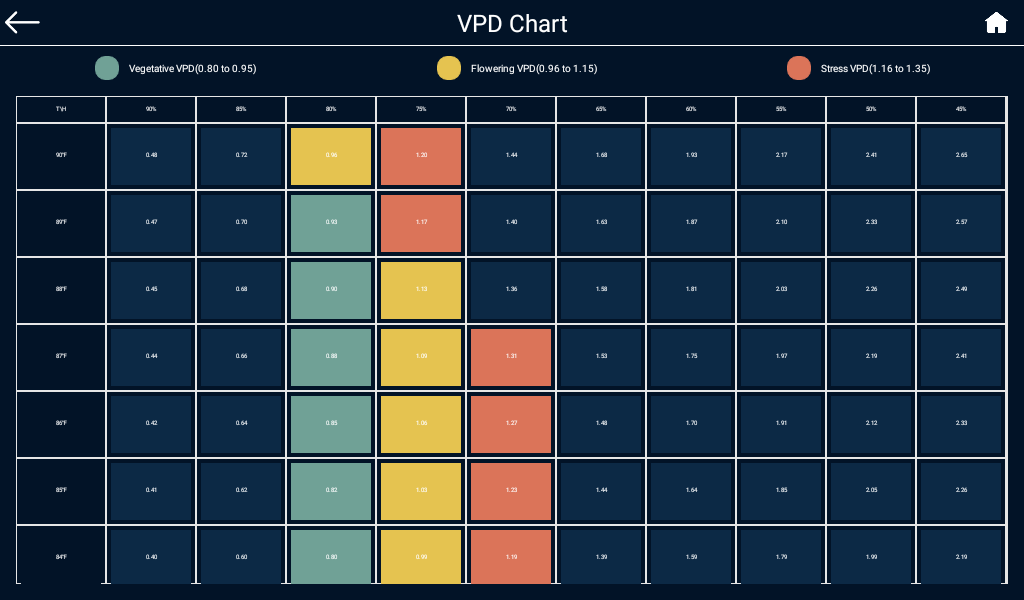 VPD Chart
Vegetative VPD(0.80 to 0.95) Flowering VPD(0.96 to 1.15) Stress VPD(1.16 to 1.35)
T\H 90% 85% 80% 75% 70% 65% 60% 55% 50% 45%
90°F 0.48 0.72 0.96 1.20 1.44 1.68 1.93 2.17 2.41 2.65
89°F 0.47 0.70 0.93 1.17 1.40 1.63 1.87 2.10 2.33 2.57
88°F 0.45 0.68 0.90 1.13 1.36 1.58 1.81 2.03 2.26 2.49
87°F 0.44 0.66 0.88 1.09 1.31 1.53 1.75 1.97 2.19 2.41
86°F 0.42 0.64 0.85 1.06 1.27 1.48 1.70 1.91 2.12 2.33
85°F 0.41 0.62 0.82 1.03 1.23 1.44 1.64 1.85 2.05 2.26
84°F 0.40 0.60 0.80 0.99 1.19 1.39 1.59 1.79 1.99 2.19